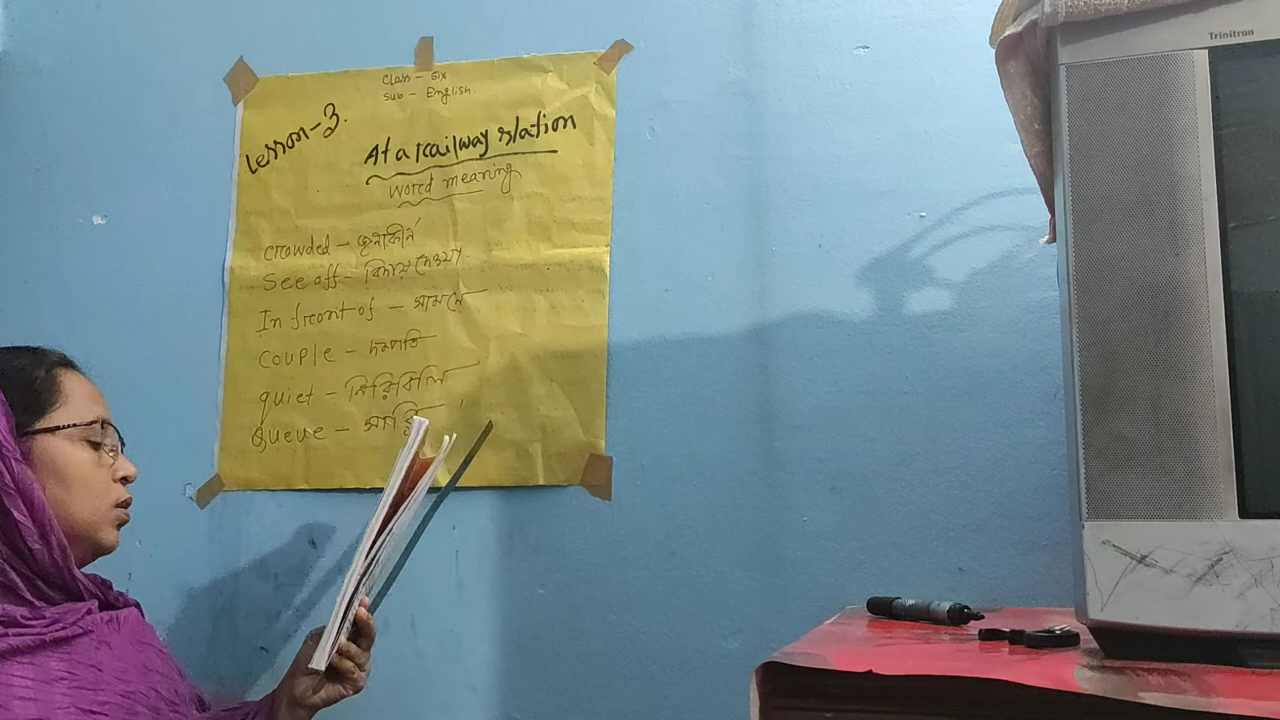 Class - Six
Sub - English
Lesson-3.
At a railway station
Word meaning
Crowded - জনাকীর্ন
See off - বিদায় দেওয়া.
In front of - সামনে
Couple - দম্পতি
quiet - নিরিবিলি
Queue -
Trinitron